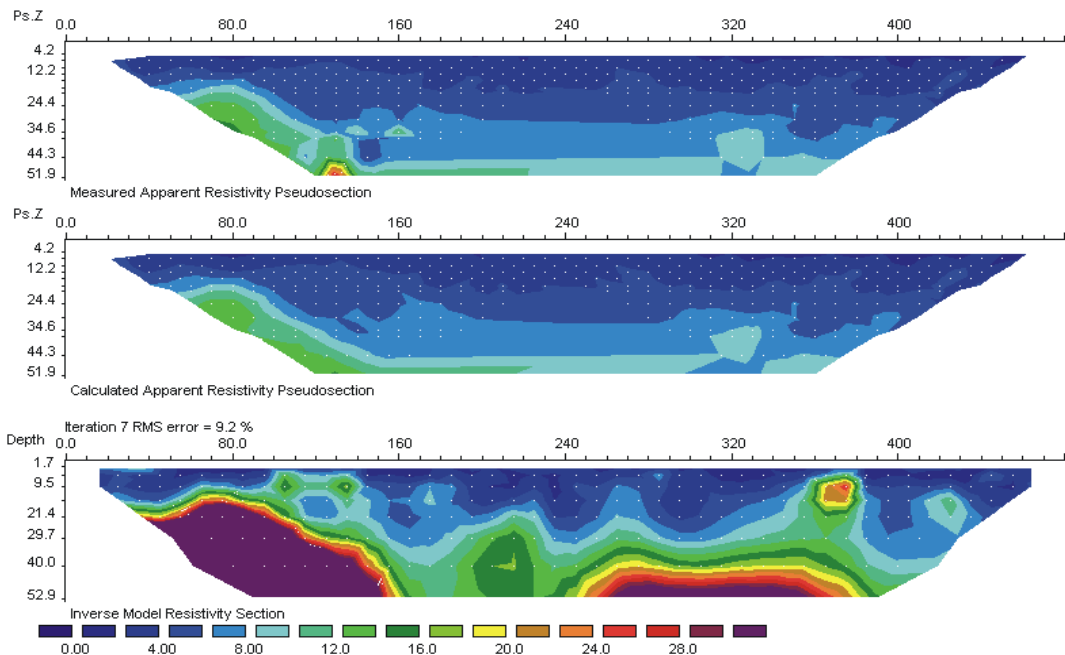 Ps.Z
0.0 80.0 160 240 320 400
4.2
12.2
24.4
34.6
44.3
51.9
Measured Apparent Resistivity Pseudosection
Ps.Z
0.0 80.0 160 240 320 400
4.2
12.2
24.4
34.6
44.3
51.9
Calculated Apparent Resistivity Pseudosection
Iteration 7 RMS error = 9.2 %
Depth
0.0 80.0 160 240 320 400
1.7
9.5
21.4
29.7
40.0
52.9
Inverse Model Resistivity Section
0.00 4.00 8.00 12.0 16.0 20.0 24.0 28.0